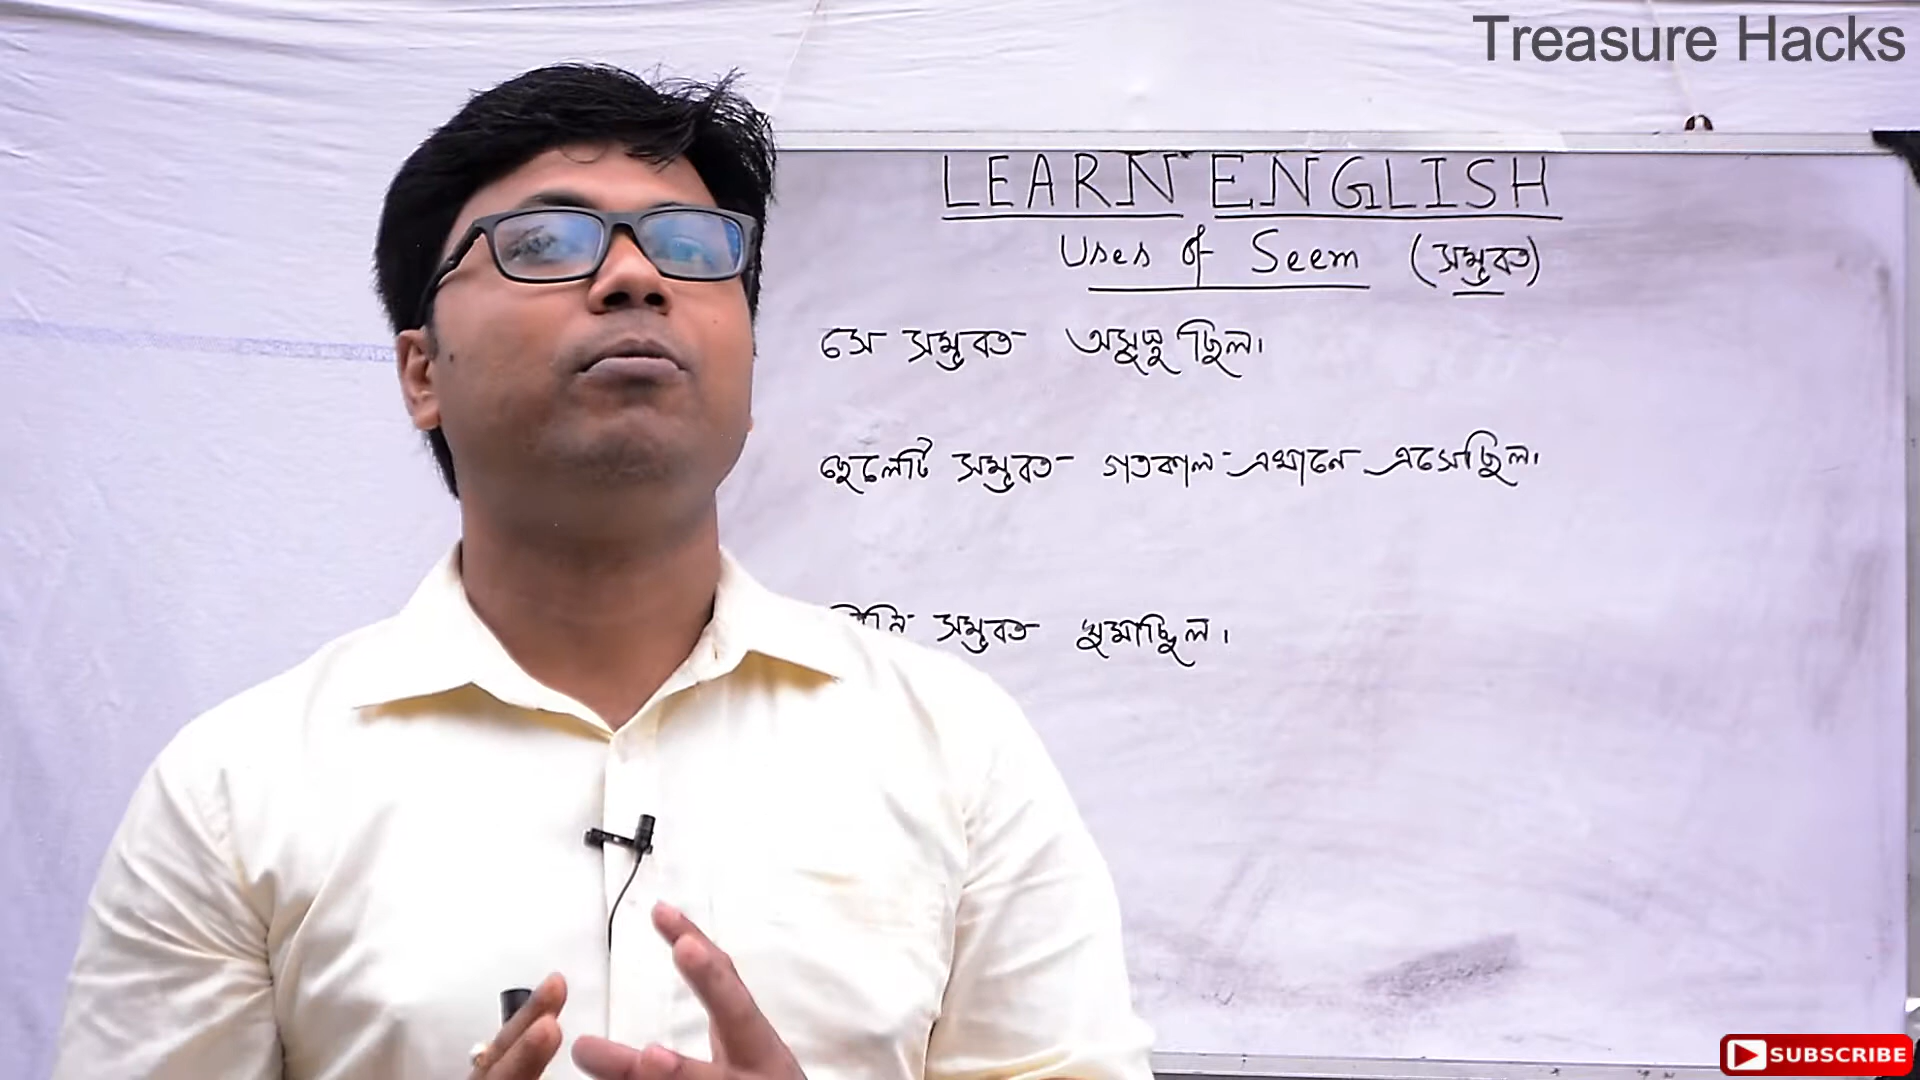 Treasure Hacks
LEARN ENGLISH
Uses of Seem (সম্ভবত)
সে সম্ভবত অসুস্থ ছিল।
ছেলেটি সম্ভবত গতকাল এখানে এসেছিল।
সম্ভবত ঘুমাচ্ছিল।
SUBSCRIBE